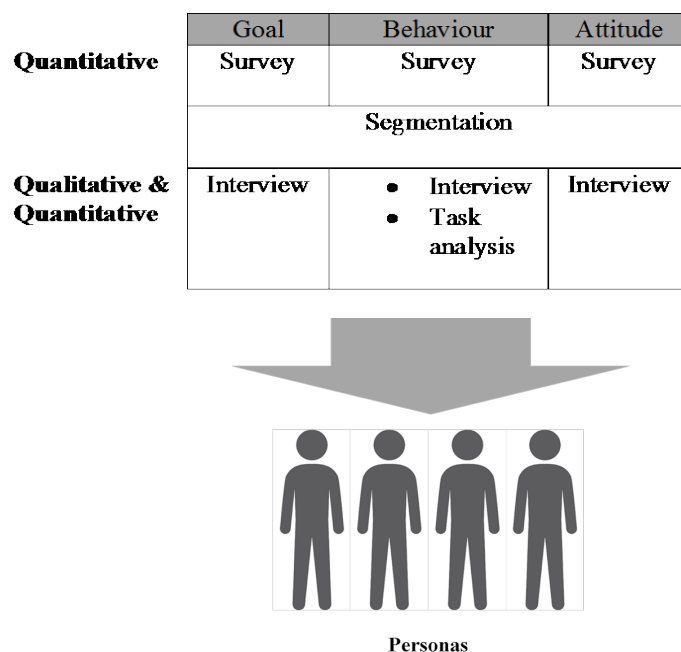 Goal Behaviour Attitude
Quantitative Survey Survey Survey
Segmentation
Qualitative & Interview • Interview Interview
Quantitative • Task
analysis
Personas